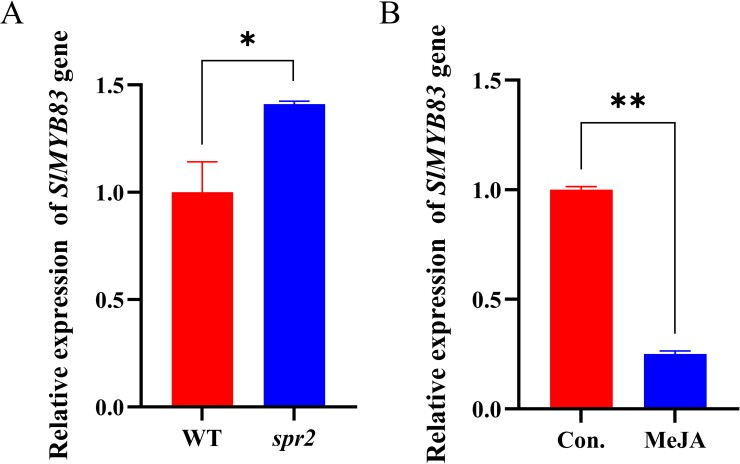 A
Relative expression of SlMYB83 gene
1.5
1.0
0.5
0.0
*
WT spr2
B
Relative expression of SlMYB83 gene
1.5
1.0
0.5
0.0
**
Con. MeJA